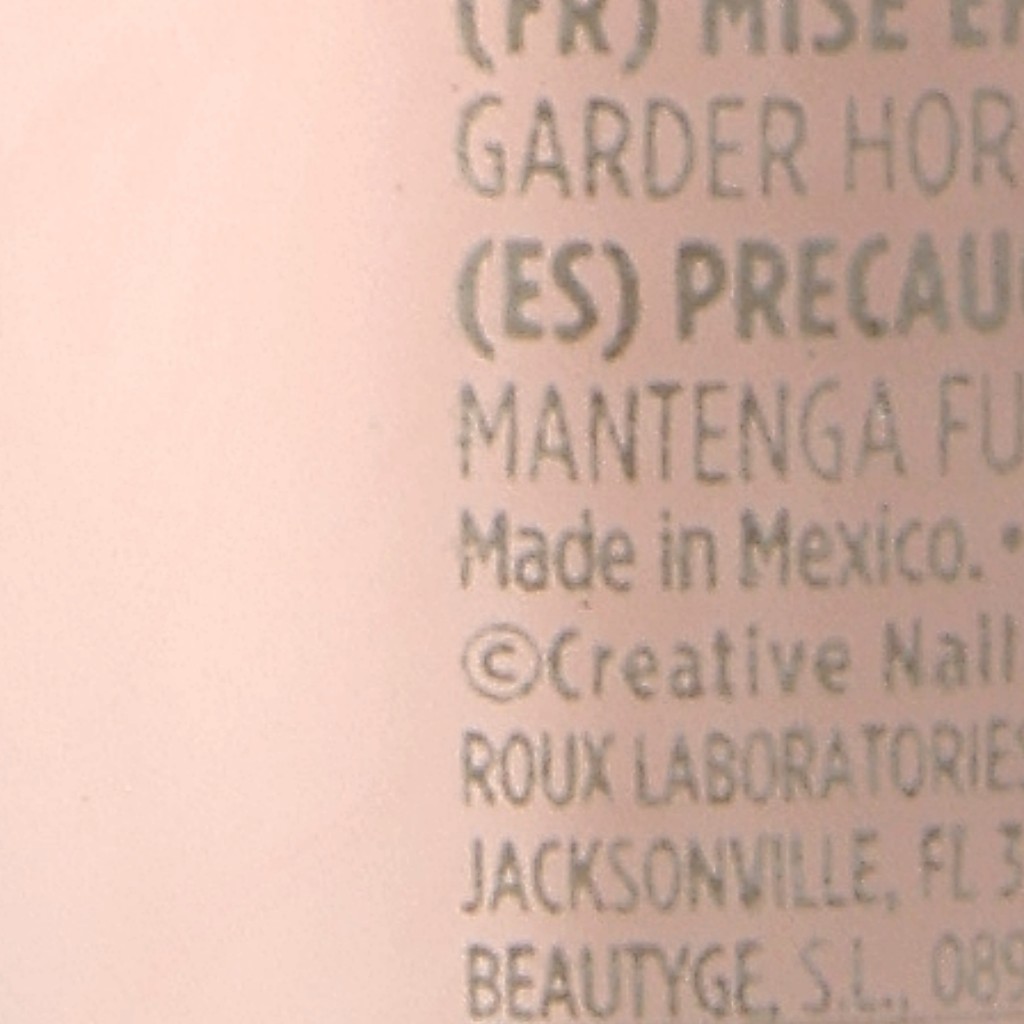 (FR) MISE E
GARDER HOR
(ES) PRECAU
MANTENGA FU
Made in Mexico. •
©Creative Nail
ROUX LABORATORIES
JACKSONVILLE, FL 3
BEAUTYGE, S.L., 089